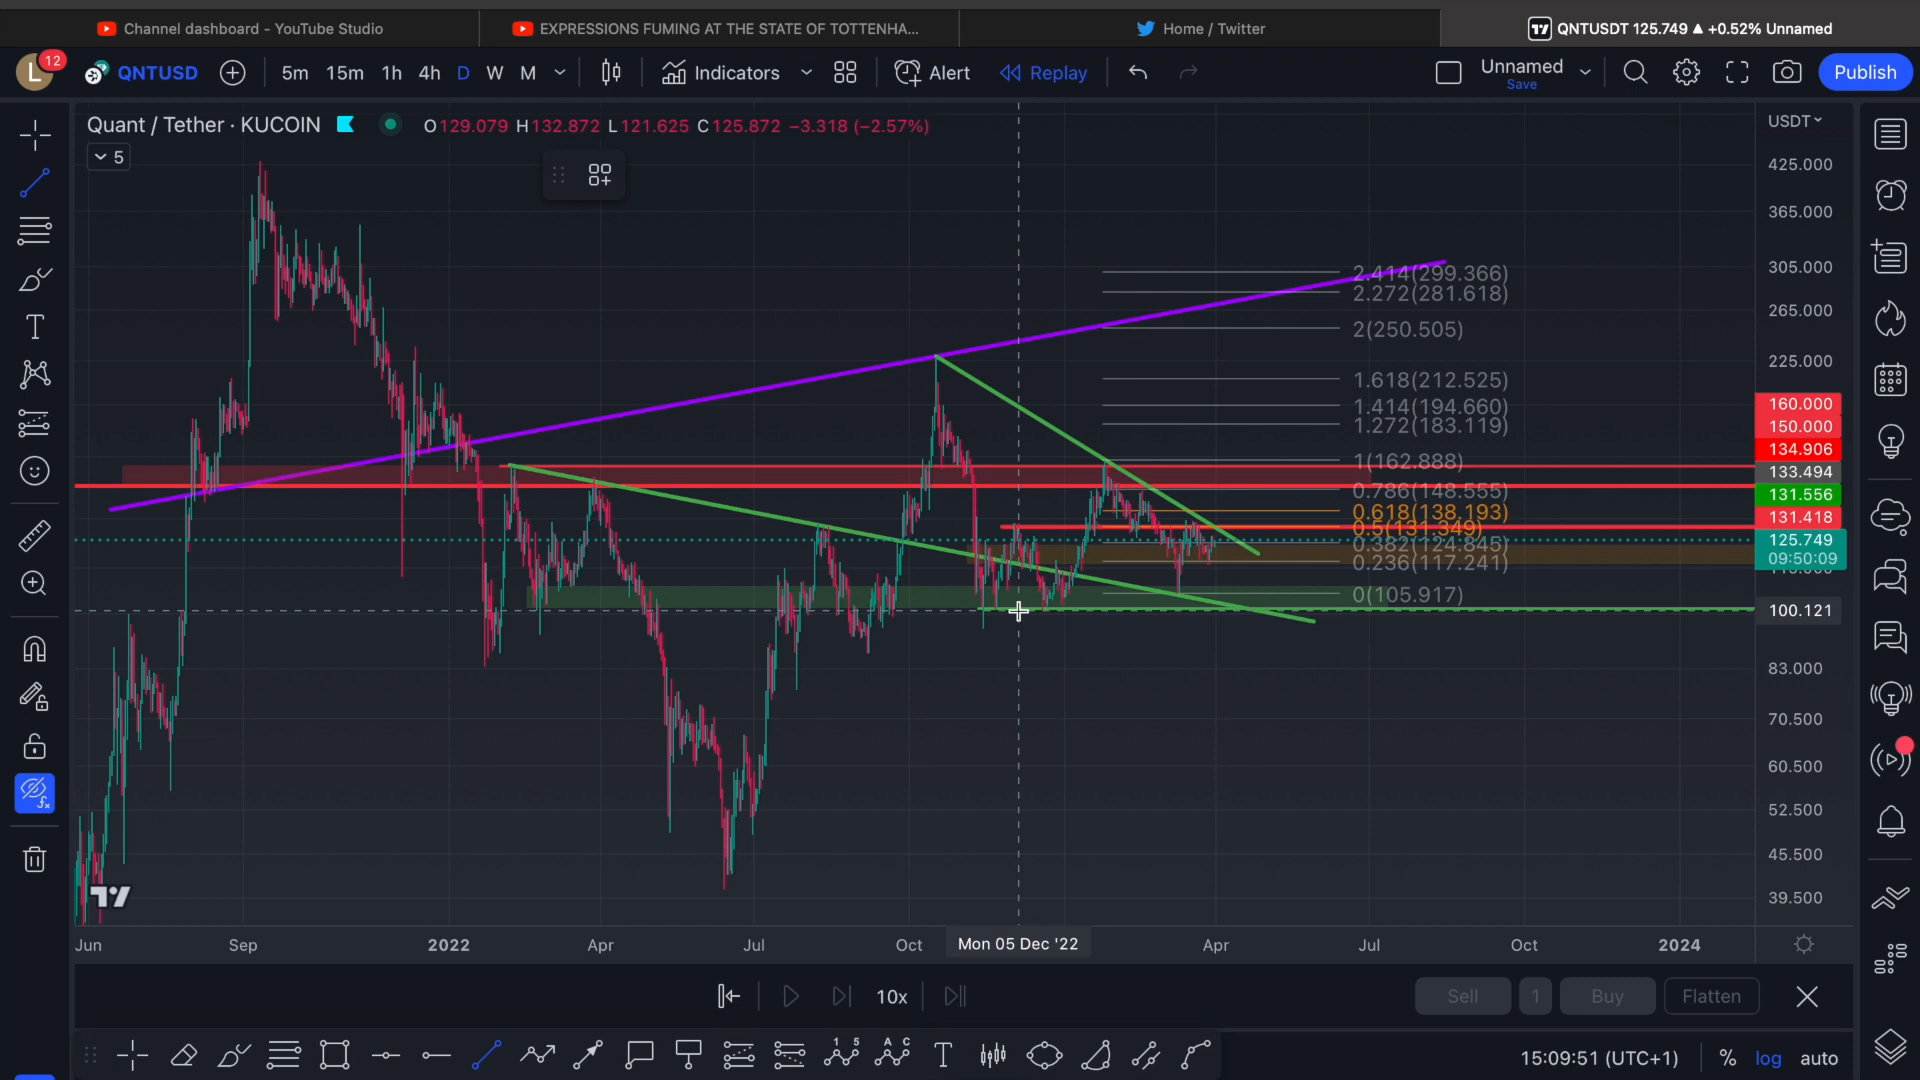 Channel dashboard - YouTube Studio
EXPRESSIONS FUMING AT THE STATE OF TOTTENHA...
Home / Twitter
QNTUSDT 125.749 ▲ +0.52% Unnamed
L 12
QNTUSD
5m 15m 1h 4h D W M
Indicators
Alert
Replay
Unnamed
Save
Publish
Quant / Tether · KUCOIN
O129.079 H132.872 L121.625 C125.872 −3.318 (−2.57%)
5
USDT
425.000
365.000
305.000
265.000
225.000
160.000
150.000
134.906
133.494
131.556
131.418
125.749
09:50:09
100.121
83.000
70.500
60.500
52.500
45.500
39.500
2.414(299.366)
2.272(281.618)
2(250.505)
1.618(212.525)
1.414(194.660)
1.272(183.119)
1(162.888)
0.786(148.555)
0.618(138.193)
0.5(131.349)
0.382(124.845)
0.236(117.241)
0(105.917)
Jun Sep 2022 Apr Jul Oct Mon 05 Dec '22 Apr Jul Oct 2024
10x
Sell 1 Buy Flatten
15:09:51 (UTC+1) % log auto